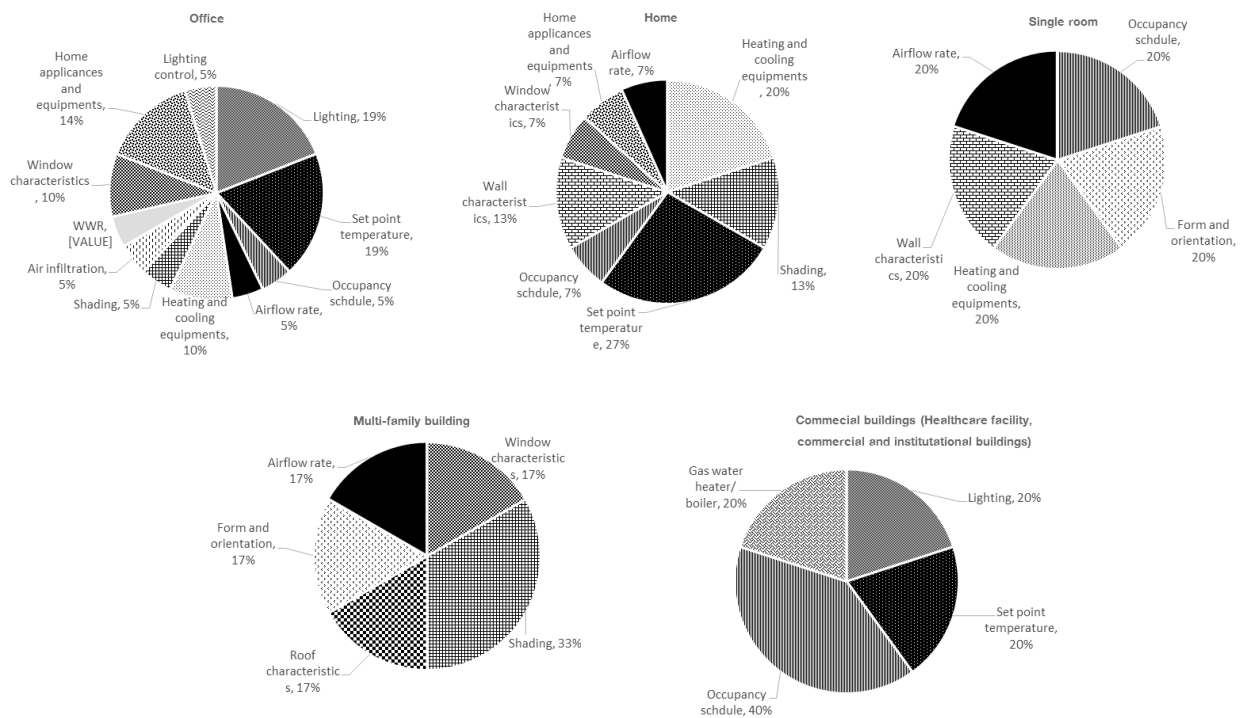 Office
Home applicances and equipments, 14%
Lighting control, 5%
Lighting, 19%
Window characteristics , 10%
WWR, [VALUE]
Set point temperature, 19%
Air infiltration, 5%
Shading, 5%
Heating and cooling equipments, 10%
Airflow rate, 5%
Occupancy schdule, 5%
Home
Home applicances and equipments, 7%
Airflow rate, 7%
Heating and cooling equipments , 20%
Window characterist ics, 7%
Wall characterist ics, 13%
Occupancy schdule, 7%
Shading, 13%
Set point temperatur e, 27%
Single room
Airflow rate, 20%
Occupancy schdule, 20%
Wall characteristi cs, 20%
Heating and cooling equipments, 20%
Form and orientation, 20%
Multi-family building
Airflow rate, 17%
Window characteristic s, 17%
Form and orientation, 17%
Roof characteristic s, 17%
Shading, 33%
Commecial buildings (Healthcare facility,
commercial and institutational buildings)
Gas water heater/ boiler, 20%
Lighting, 20%
Set point temperature, 20%
Occupancy schdule, 40%